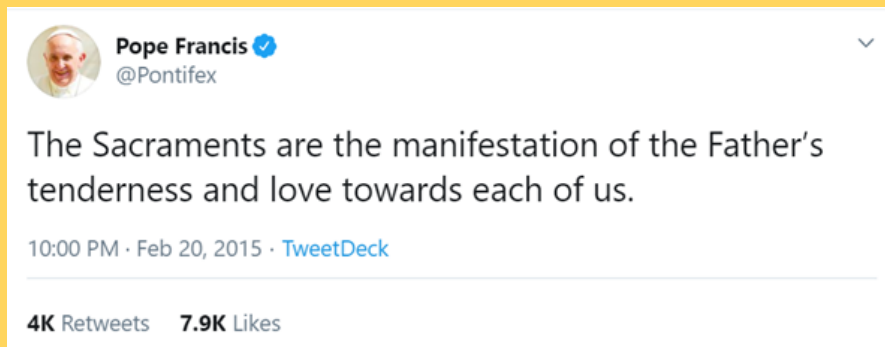 Pope Francis
@Pontifex
The Sacraments are the manifestation of the Father’s
tenderness and love towards each of us.
10:00 PM · Feb 20, 2015 · TweetDeck
4K Retweets 7.9K Likes